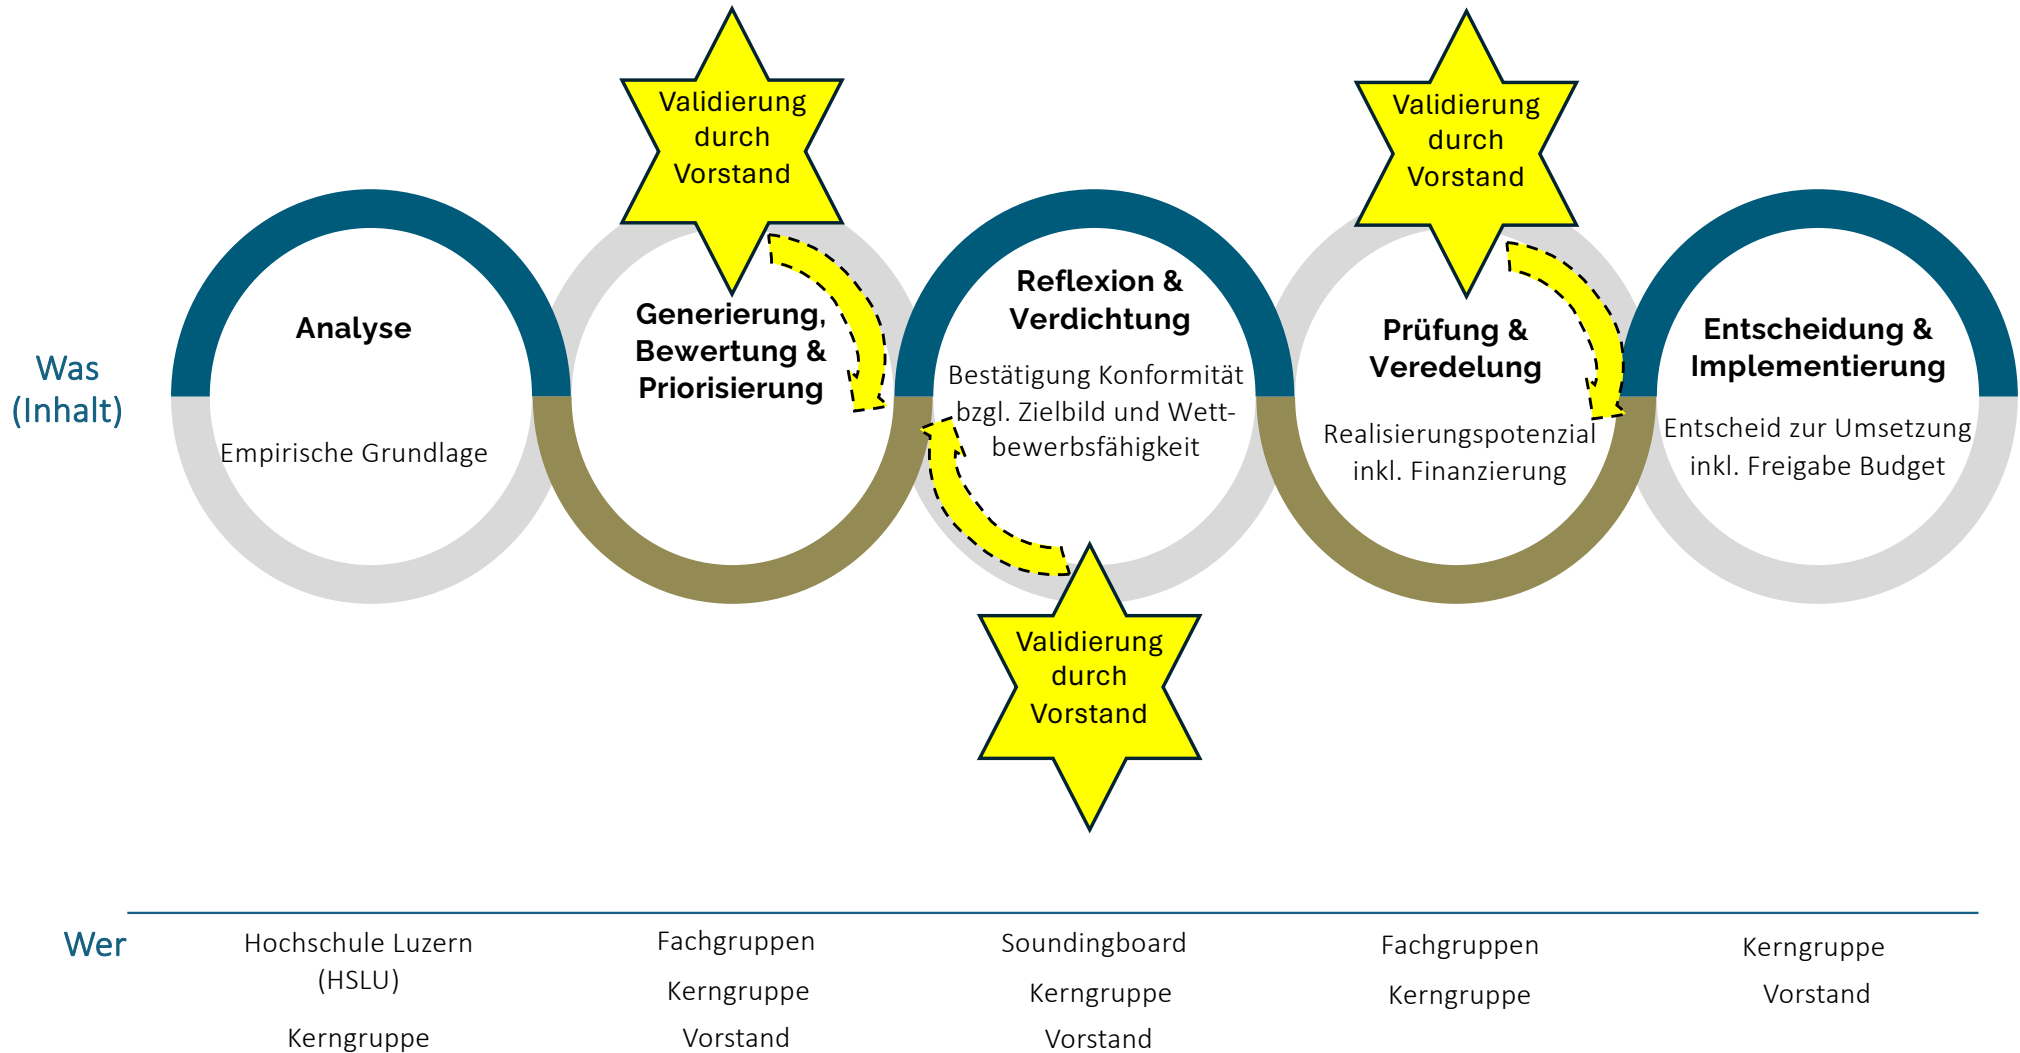 Validierung
durch
Vorstand
Validierung
durch
Vorstand
Was
(Inhalt)
Analyse
Empirische Grundlage
Generierung,
Bewertung &
Priorisierung
Reflexion &
Verdichtung
Bestätigung Konformität
bzgl. Zielbild und Wett-
bewerbsfähigkeit
Prüfung &
Veredelung
Realisierungspotenzial
inkl. Finanzierung
Entscheidung &
Implementierung
Entscheid zur Umsetzung
inkl. Freigabe Budget
Validierung
durch
Vorstand
Wer
Hochschule Luzern
(HSLU)
Kerngruppe
Fachgruppen
Kerngruppe
Vorstand
Soundingboard
Kerngruppe
Vorstand
Fachgruppen
Kerngruppe
Kerngruppe
Vorstand